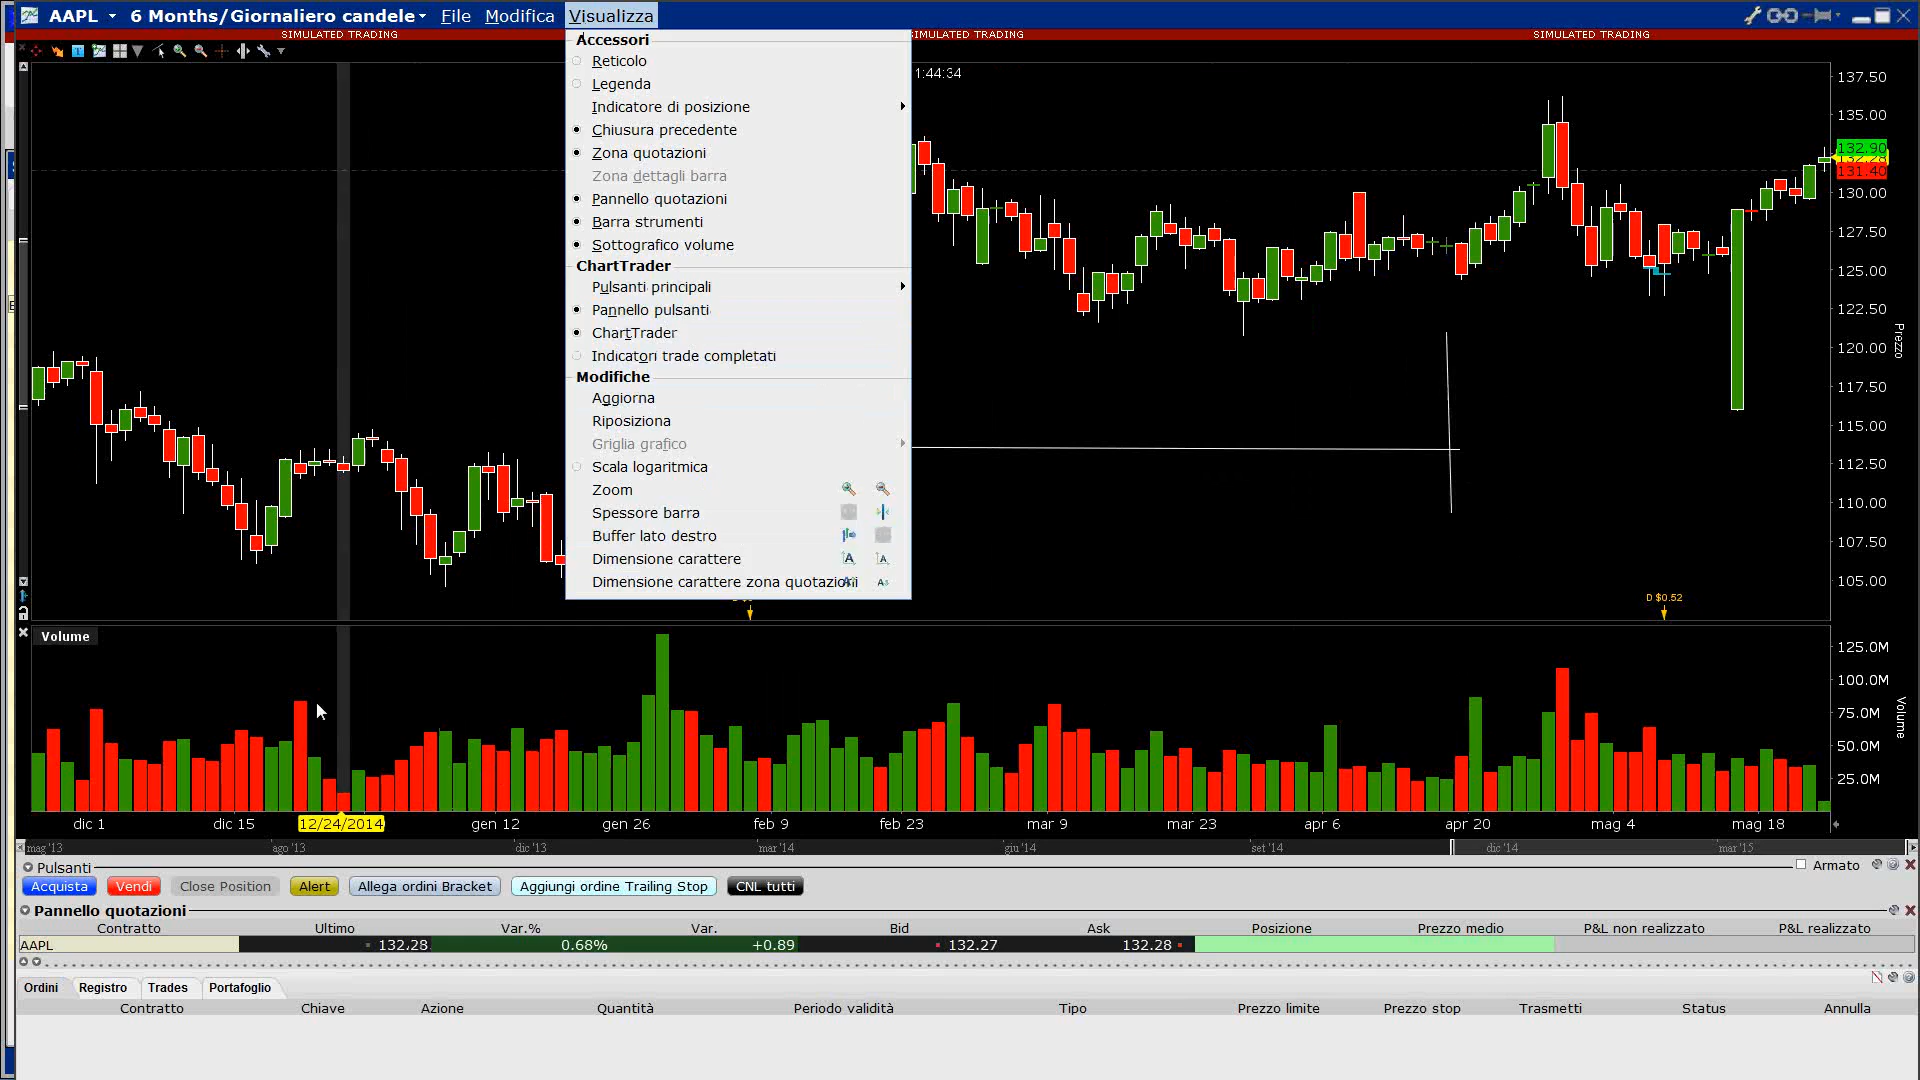 AAPL 6 Months/Giornaliero candele File Modifica Visualizza
SIMULATED TRADING
SIMULATED TRADING
SIMULATED TRADING
Accessori
Reticolo
Legenda
Indicatore di posizione
Chiusura precedente
Zona quotazioni
Zona dettagli barra
Pannello quotazioni
Barra strumenti
Sottografico volume
ChartTrader
Pulsanti principali
Pannello pulsanti
ChartTrader
Indicatori trade completati
Modifiche
Aggiorna
Riposiziona
Griglia grafico
Scala logaritmica
Zoom
Spessore barra
Buffer lato destro
Dimensione carattere
Dimensione carattere zona quotazioni
1:44:34
137.50
135.00
132.90
132.28
131.40
130.00
127.50
125.00
122.50
120.00
117.50
115.00
112.50
110.00
107.50
105.00
Prezzo
D $0.52
Volume
125.0M
100.0M
75.0M
50.0M
25.0M
Volume
dic 1 dic 15 12/24/2014 gen 12 gen 26 feb 9 feb 23 mar 9 mar 23 apr 6 apr 20 mag 4 mag 18
mag '13 ago '13 dic '13 mar '14 giu '14 set '14 dic '14 mar '15
Pulsanti Armato
Acquista Vendi Close Position Alert Allega ordini Bracket Aggiungi ordine Trailing Stop CNL tutti
Pannello quotazioni
Contratto Ultimo Var.% Var. Bid Ask Posizione Prezzo medio P&L non realizzato P&L realizzato
AAPL 132.28 0.68% +0.89 132.27 132.28
Ordini Registro Trades Portafoglio
Contratto Chiave Azione Quantità Periodo validità Tipo Prezzo limite Prezzo stop Trasmetti Status Annulla